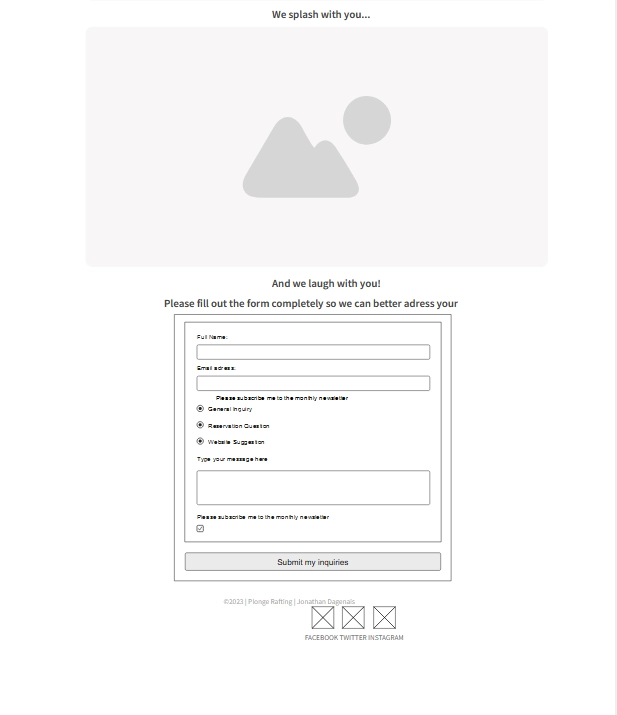 We splash with you...
And we laugh with you!
Please fill out the form completely so we can better adress your
Full Name:
Email adress:
Please subscribe me to the monthly newsletter
General Inquiry
Reservation Question
Website Suggestion
Type your message here
Please subscribe me to the monthly newsletter
Submit my inquiries
©2023 | Plonge Rafting | Jonathan Dagenais
FACEBOOK TWITTER INSTAGRAM